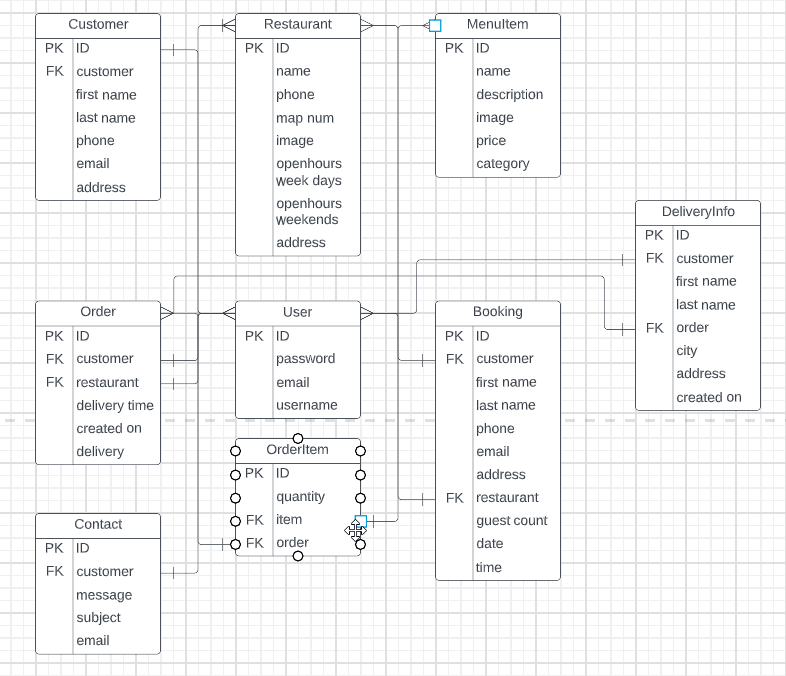 Customer
PK ID
FK customer
first name
last name
phone
email
address
Restaurant
PK ID
name
phone
map num
image
openhours
week days
openhours
weekends
address
MenuItem
PK ID
name
description
image
price
category
DeliveryInfo
PK ID
FK customer
first name
last name
FK order
city
address
created on
Order
PK ID
FK customer
FK restaurant
delivery time
created on
delivery
User
PK ID
password
email
username
Booking
PK ID
FK customer
first name
last name
phone
email
address
FK restaurant
guest count
date
time
OrderItem
PK ID
quantity
FK item
FK order
Contact
PK ID
FK customer
message
subject
email